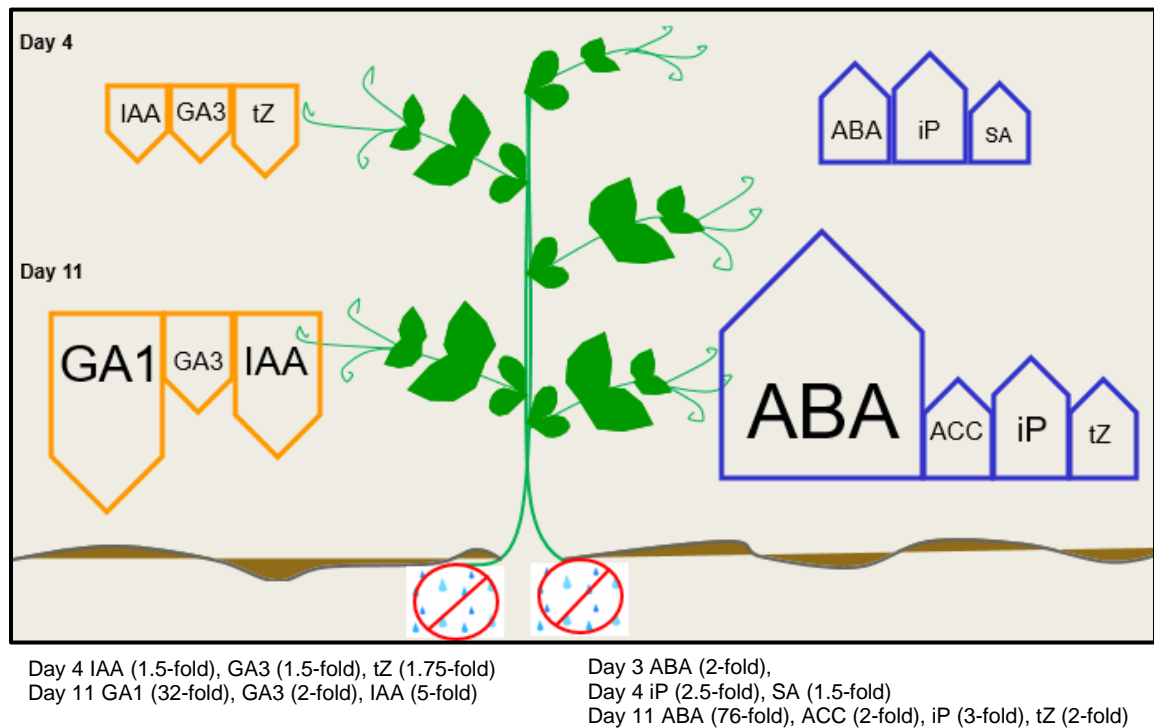 Day 4
IAA GA3 tZ
ABA iP SA
Day 11
GA1 GA3 IAA
ABA ACC iP tZ
Day 4 IAA (1.5-fold), GA3 (1.5-fold), tZ (1.75-fold)
Day 11 GA1 (32-fold), GA3 (2-fold), IAA (5-fold)
Day 3 ABA (2-fold),
Day 4 iP (2.5-fold), SA (1.5-fold)
Day 11 ABA (76-fold), ACC (2-fold), iP (3-fold), tZ (2-fold)